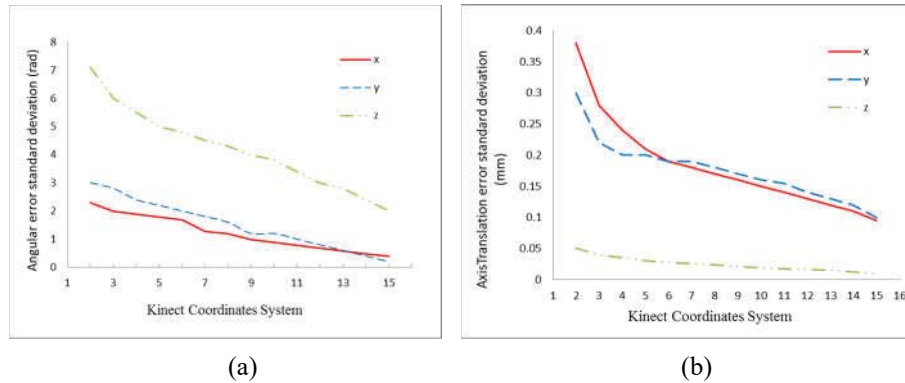 Angular error standard deviation (rad)
8
7
6
5
4
3
2
1
0
1 3 5 7 9 11 13 15
Kinect Coordinates System
x
y
z
(a)
AxisTranslation error standard deviation
(mm)
0.4
0.35
0.3
0.25
0.2
0.15
0.1
0.05
0
1 2 3 4 5 6 7 8 9 10 11 12 13 14 15 16
Kinect Coordinates System
x
y
z
(b)